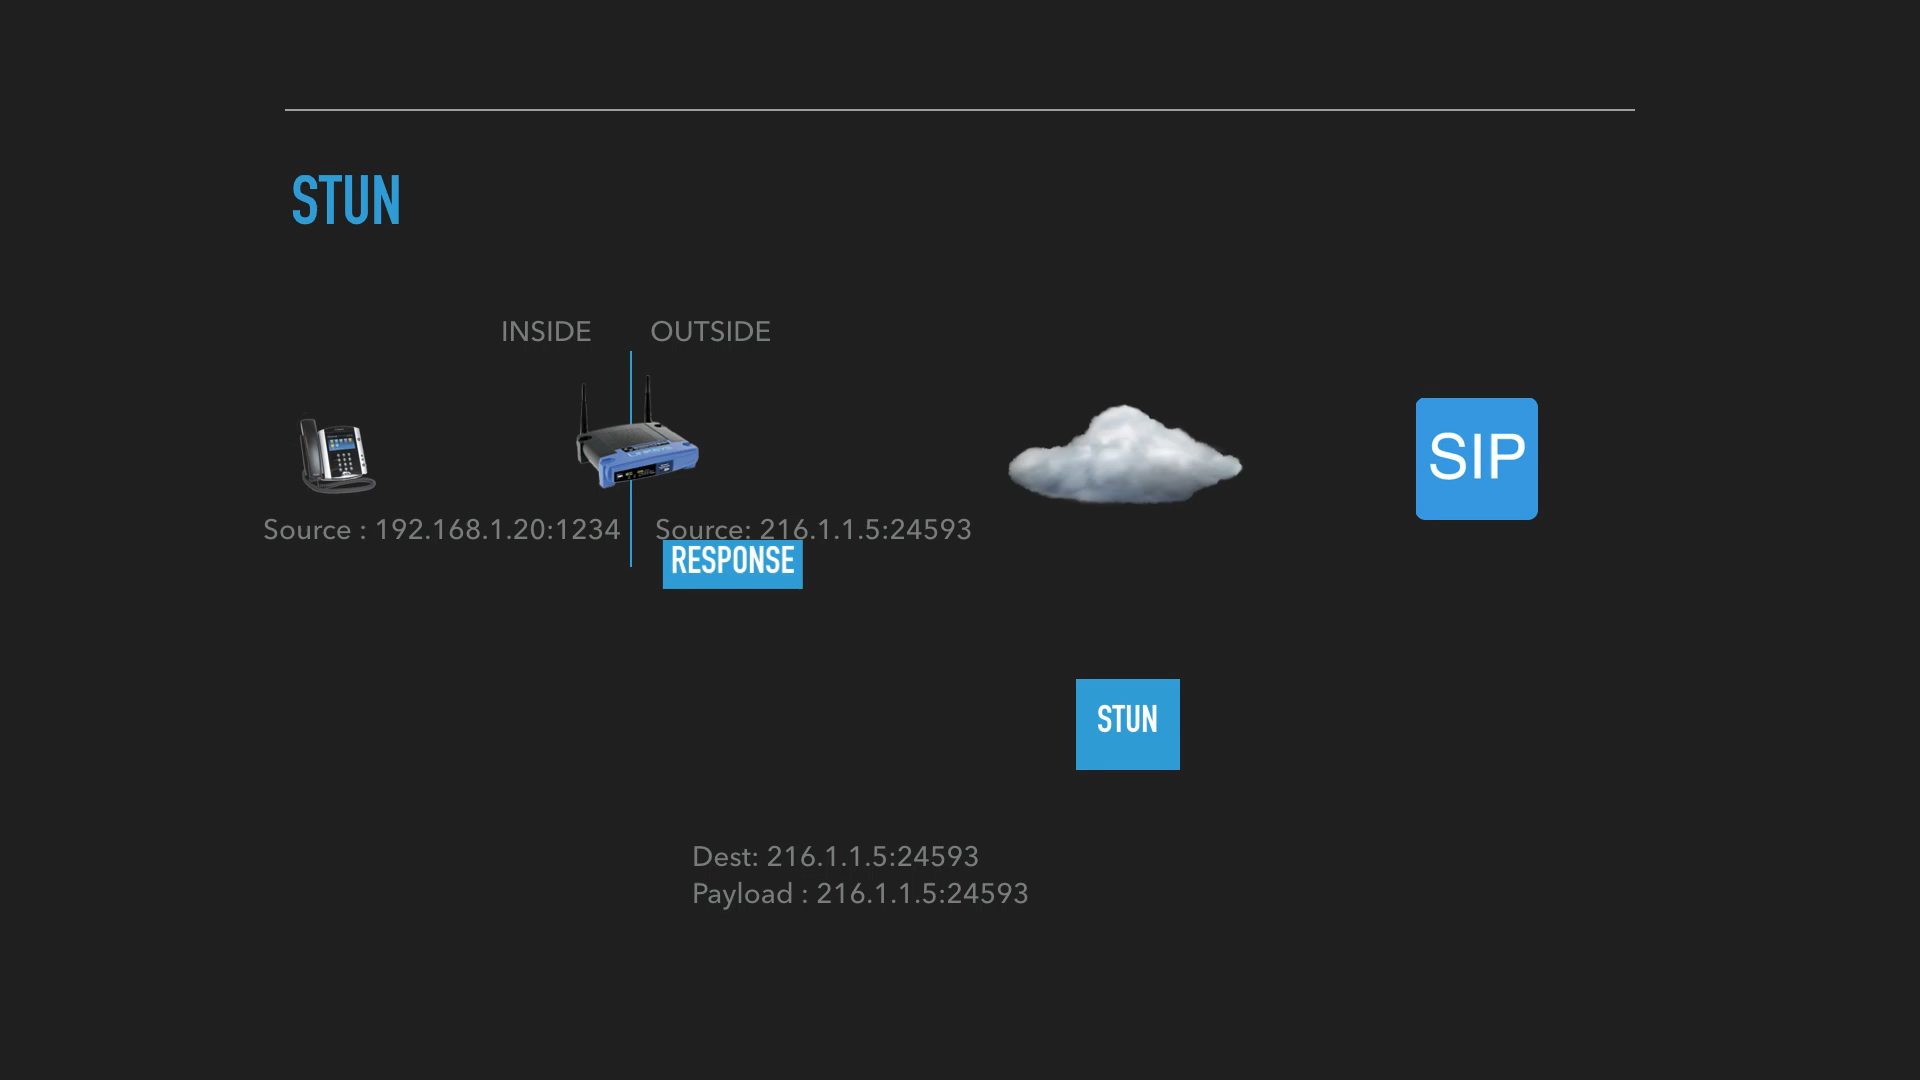 STUN
INSIDE
OUTSIDE
SIP
Source : 192.168.1.20:1234
Source: 216.1.1.5:24593
RESPONSE
STUN
Dest: 216.1.1.5:24593
Payload : 216.1.1.5:24593